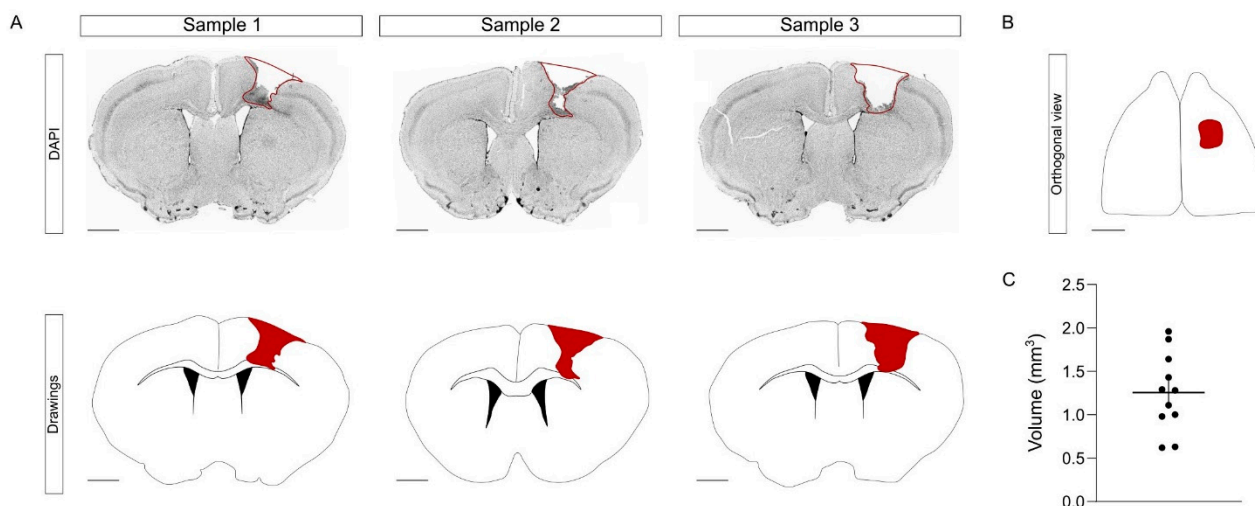 A
Sample 1
Sample 2
Sample 3
DAPI
Drawings
B
Orthogonal view
C
Volume (mm³)
2.5
2.0
1.5
1.0
0.5
0.0